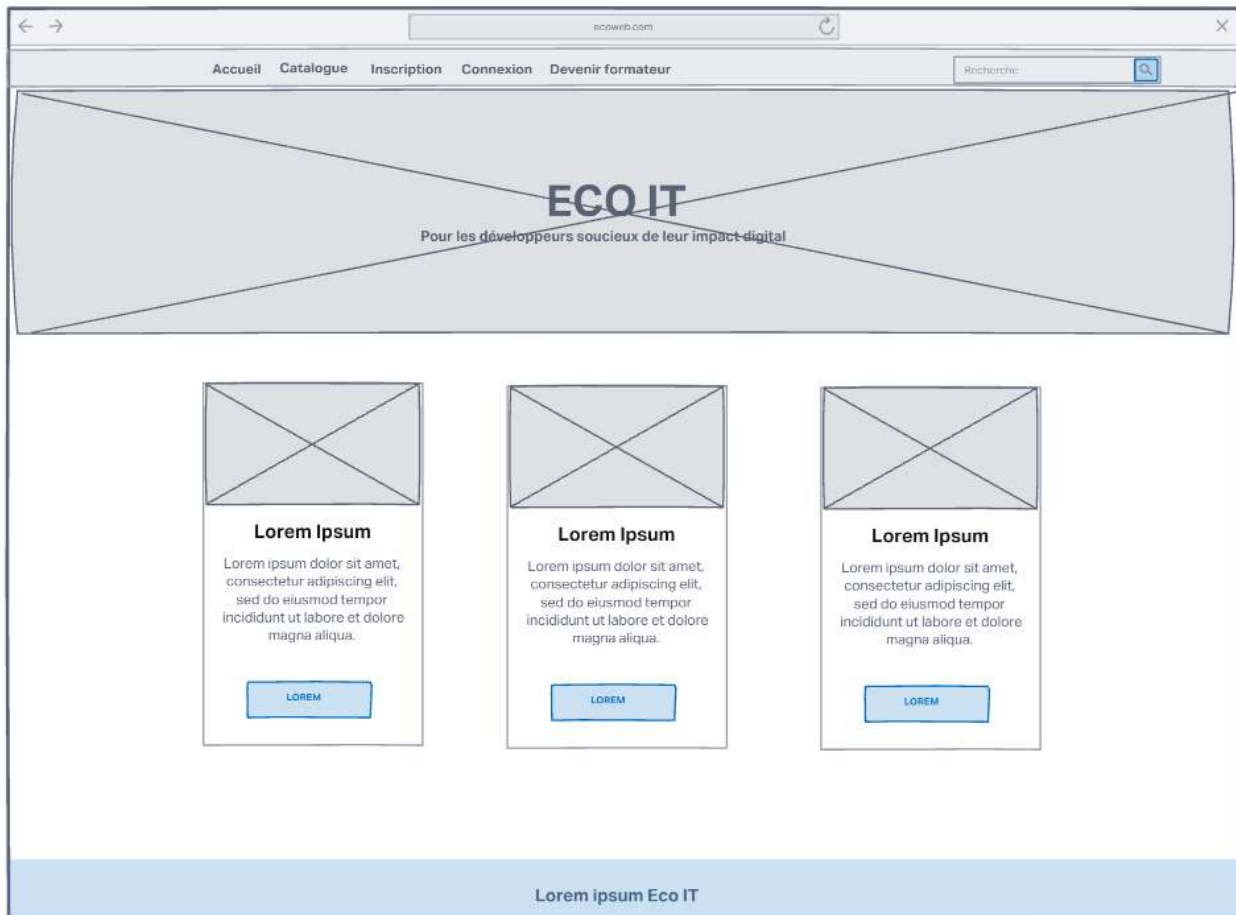 ecoweb.com
Accueil Catalogue Inscription Connexion Devenir formateur Recherche
ECO IT
Pour les développeurs soucieux de leur impact digital
Lorem Ipsum
Lorem ipsum dolor sit amet,
consectetur adipiscing elit,
sed do eiusmod tempor
incididunt ut labore et dolore
magna aliqua.
LOREM
Lorem Ipsum
Lorem ipsum dolor sit amet,
consectetur adipiscing elit,
sed do eiusmod tempor
incididunt ut labore et dolore
magna aliqua.
LOREM
Lorem Ipsum
Lorem ipsum dolor sit amet,
consectetur adipiscing elit,
sed do eiusmod tempor
incididunt ut labore et dolore
magna aliqua.
LOREM
Lorem ipsum Eco IT